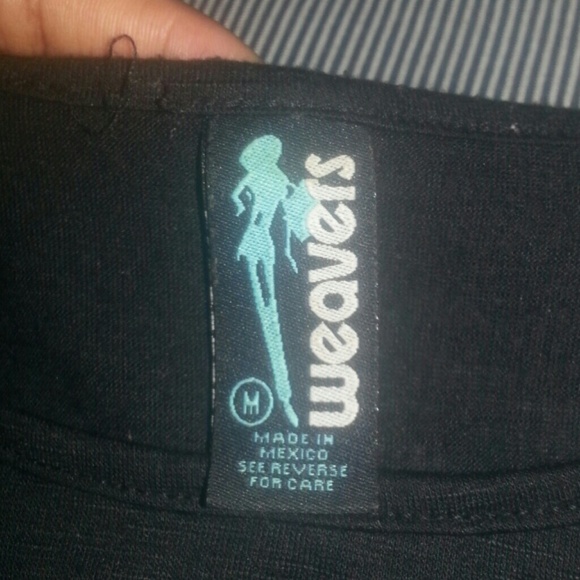 weavers
M
MADE IN
MEXICO
SEE REVERSE
FOR CARE